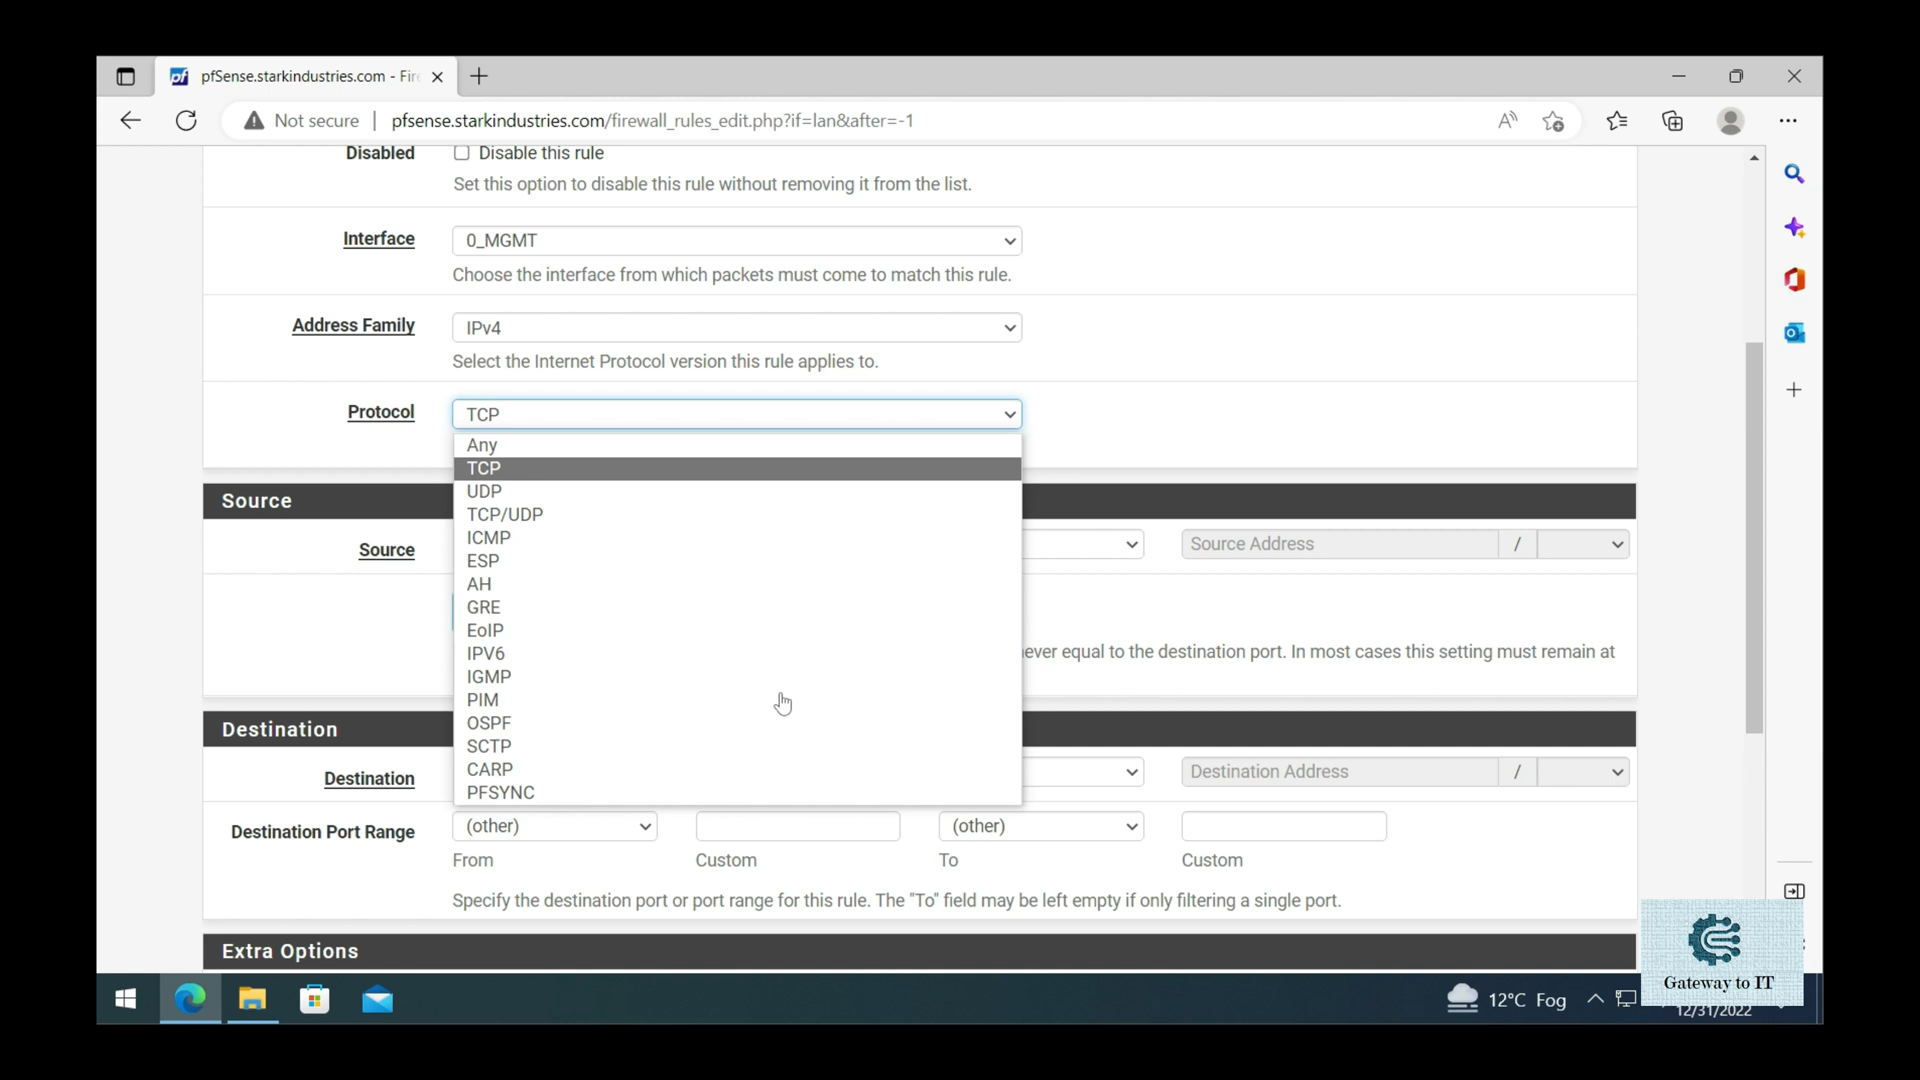 pfSense.starkindustries.com - Fire
Not secure | pfsense.starkindustries.com/firewall_rules_edit.php?if=lan&after=-1
Disabled
Disable this rule
Set this option to disable this rule without removing it from the list.
Interface
0_MGMT
Choose the interface from which packets must come to match this rule.
Address Family
IPv4
Select the Internet Protocol version this rule applies to.
Protocol
TCP
Any
TCP
UDP
TCP/UDP
ICMP
ESP
AH
GRE
EoIP
IPV6
IGMP
PIM
OSPF
SCTP
CARP
PFSYNC
Source
Source
Source Address /
ever equal to the destination port. In most cases this setting must remain at
Destination
Destination
Destination Address /
Destination Port Range
(other) (other)
From Custom To Custom
Specify the destination port or port range for this rule. The "To" field may be left empty if only filtering a single port.
Extra Options
12°C Fog
12/31/2022
Gateway to IT